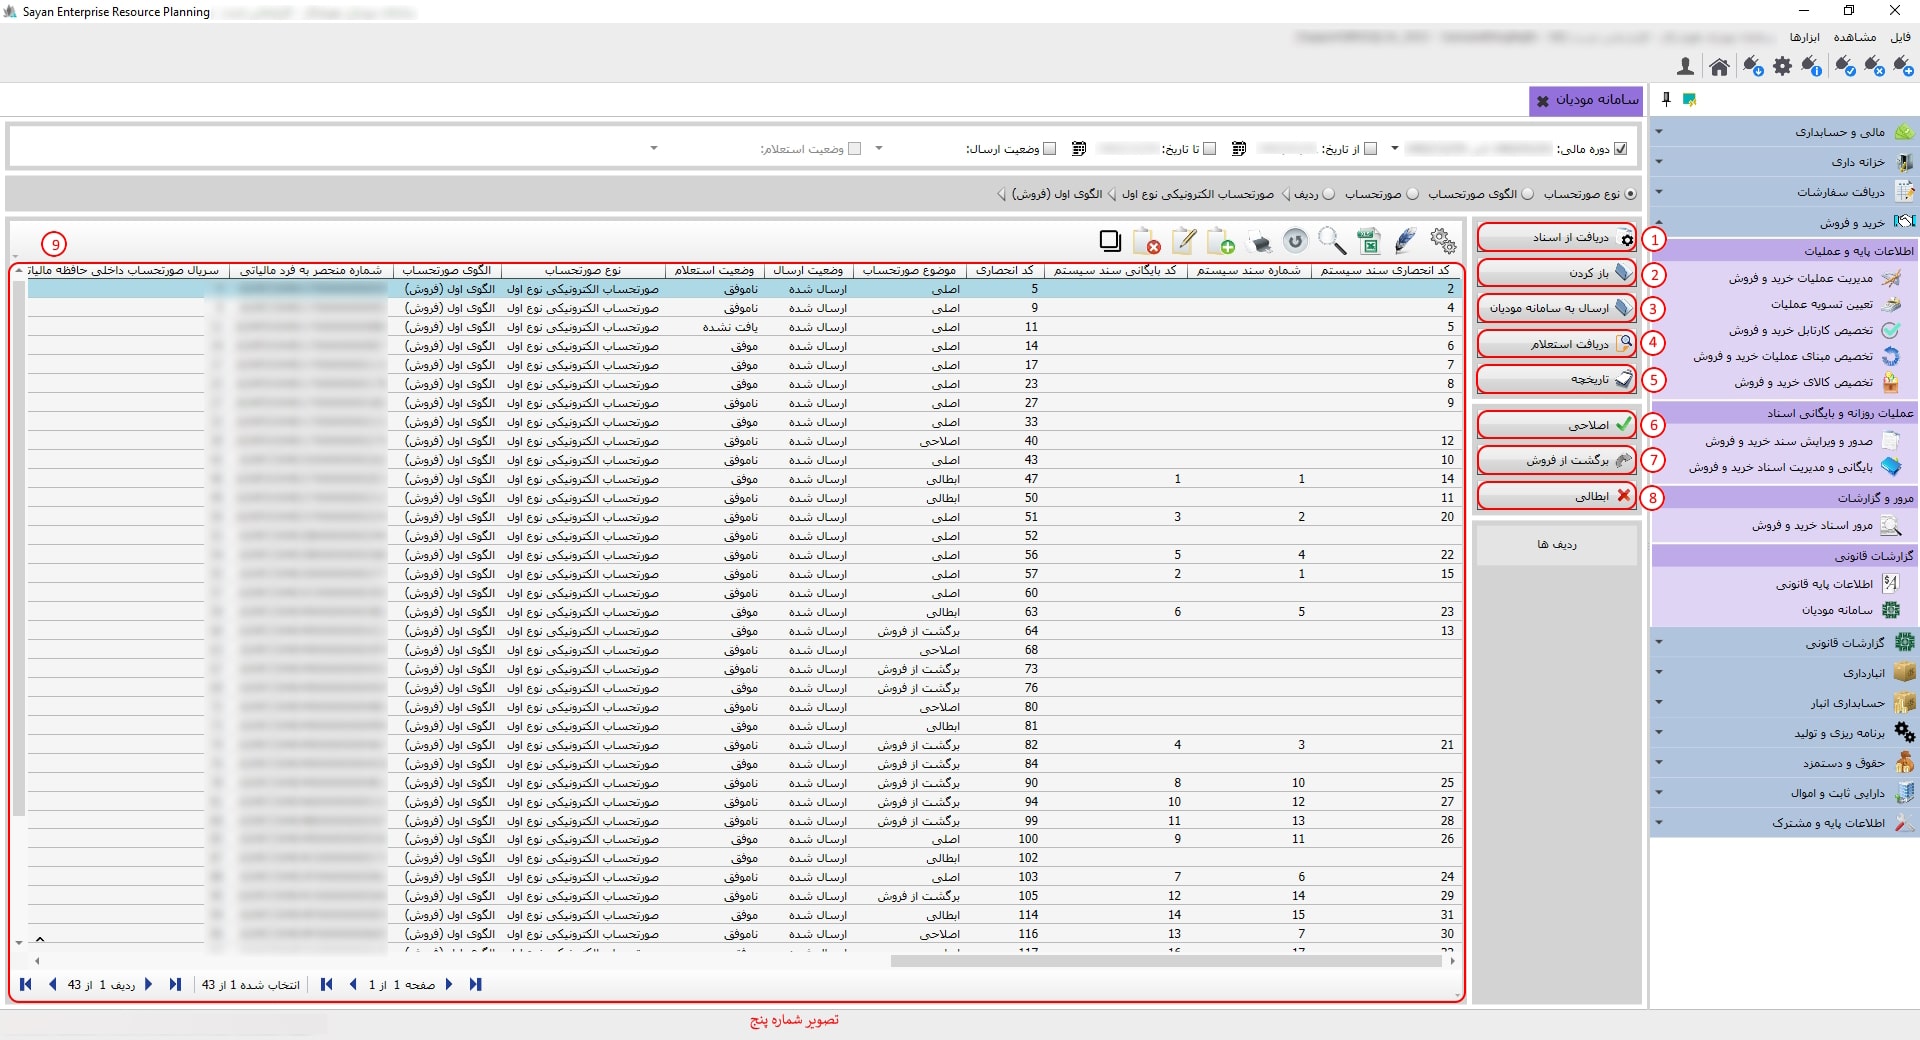 Sayan Enterprise Resource Planning
فایل مشاهده ابزارها
سامانه مودیان
دوره مالی: از تاریخ: تا تاریخ: وضعیت ارسال: وضعیت استعلام:
نوع صورتحساب الگوی صورتحساب صورتحساب ردیف صورتحساب الکترونیکی نوع اول الگوی اول (فروش)
دریافت از اسناد 1
باز کردن 2
ارسال به سامانه مودیان 3
دریافت استعلام 4
تاریخچه 5
اصلاحی 6
برگشت از فروش 7
ابطالی 8
ردیف ها
9
کد انحصاری سند سیستم شماره سند سیستم کد بایگانی سند سیستم کد انحصاری موضوع صورتحساب وضعیت ارسال وضعیت استعلام نوع صورتحساب الگوی صورتحساب شماره منحصر به فرد مالیاتی سریال صورتحساب داخلی حافظه مالیاتی
2 5 اصلی ارسال شده ناموفق صورتحساب الکترونیکی نوع اول الگوی اول (فروش)
4 9 اصلی ارسال شده ناموفق صورتحساب الکترونیکی نوع اول الگوی اول (فروش)
5 11 اصلی ارسال شده یافت نشده صورتحساب الکترونیکی نوع اول الگوی اول (فروش)
6 14 اصلی ارسال شده موفق صورتحساب الکترونیکی نوع اول الگوی اول (فروش)
7 17 اصلی ارسال شده موفق صورتحساب الکترونیکی نوع اول الگوی اول (فروش)
8 23 اصلی ارسال شده موفق صورتحساب الکترونیکی نوع اول الگوی اول (فروش)
9 27 اصلی ارسال شده ناموفق صورتحساب الکترونیکی نوع اول الگوی اول (فروش)
33 اصلی ارسال شده موفق صورتحساب الکترونیکی نوع اول الگوی اول (فروش)
12 40 اصلاحی ارسال شده ناموفق صورتحساب الکترونیکی نوع اول الگوی اول (فروش)
10 43 اصلی ارسال شده ناموفق صورتحساب الکترونیکی نوع اول الگوی اول (فروش)
14 1 1 47 ابطالی ارسال شده موفق صورتحساب الکترونیکی نوع اول الگوی اول (فروش)
11 50 ابطالی ارسال شده ناموفق صورتحساب الکترونیکی نوع اول الگوی اول (فروش)
20 2 3 51 اصلی ارسال شده ناموفق صورتحساب الکترونیکی نوع اول الگوی اول (فروش)
52 اصلی ارسال شده موفق صورتحساب الکترونیکی نوع اول الگوی اول (فروش)
22 4 5 56 اصلی ارسال شده ناموفق صورتحساب الکترونیکی نوع اول الگوی اول (فروش)
15 1 2 57 اصلی ارسال شده ناموفق صورتحساب الکترونیکی نوع اول الگوی اول (فروش)
60 اصلی ارسال شده ناموفق صورتحساب الکترونیکی نوع اول الگوی اول (فروش)
23 5 6 63 ابطالی ارسال شده موفق صورتحساب الکترونیکی نوع اول الگوی اول (فروش)
13 64 برگشت از فروش ارسال شده موفق صورتحساب الکترونیکی نوع اول الگوی اول (فروش)
68 اصلاحی ارسال شده ناموفق صورتحساب الکترونیکی نوع اول الگوی اول (فروش)
73 برگشت از فروش ارسال شده ناموفق صورتحساب الکترونیکی نوع اول الگوی اول (فروش)
76 برگشت از فروش ارسال شده موفق صورتحساب الکترونیکی نوع اول الگوی اول (فروش)
80 اصلاحی ارسال شده ناموفق صورتحساب الکترونیکی نوع اول الگوی اول (فروش)
81 ابطالی ارسال شده موفق صورتحساب الکترونیکی نوع اول الگوی اول (فروش)
21 3 4 82 برگشت از فروش ارسال شده ناموفق صورتحساب الکترونیکی نوع اول الگوی اول (فروش)
84 برگشت از فروش ارسال شده موفق صورتحساب الکترونیکی نوع اول الگوی اول (فروش)
25 10 8 90 برگشت از فروش ارسال شده ناموفق صورتحساب الکترونیکی نوع اول الگوی اول (فروش)
27 12 10 94 برگشت از فروش ارسال شده ناموفق صورتحساب الکترونیکی نوع اول الگوی اول (فروش)
28 13 11 99 برگشت از فروش ارسال شده ناموفق صورتحساب الکترونیکی نوع اول الگوی اول (فروش)
26 11 9 100 اصلی ارسال شده موفق صورتحساب الکترونیکی نوع اول الگوی اول (فروش)
102 ابطالی ارسال شده موفق صورتحساب الکترونیکی نوع اول الگوی اول (فروش)
24 6 7 103 اصلی ارسال شده ناموفق صورتحساب الکترونیکی نوع اول الگوی اول (فروش)
29 14 12 105 برگشت از فروش ارسال شده ناموفق صورتحساب الکترونیکی نوع اول الگوی اول (فروش)
31 15 14 114 ابطالی ارسال شده موفق صورتحساب الکترونیکی نوع اول الگوی اول (فروش)
30 7 13 116 اصلاحی ارسال شده ناموفق صورتحساب الکترونیکی نوع اول الگوی اول (فروش)
صفحه 1 از 1 انتخاب شده 1 از 43 ردیف 1 از 43
تصویر شماره پنج
مالی و حسابداری
خزانه داری
دریافت سفارشات
خرید و فروش
اطلاعات پایه و عملیات
مدیریت عملیات خرید و فروش
تعیین تسویه عملیات
تخصیص کارتابل خرید و فروش
تخصیص مبنای عملیات خرید و فروش
تخصیص کالای خرید و فروش
عملیات روزانه و بایگانی اسناد
صدور و ویرایش سند خرید و فروش
بایگانی و مدیریت اسناد خرید و فروش
مرور و گزارشات
مرور اسناد خرید و فروش
گزارشات قانونی
اطلاعات پایه قانونی
سامانه مودیان
گزارشات قانونی
انبارداری
حسابداری انبار
برنامه ریزی و تولید
حقوق و دستمزد
دارایی ثابت و اموال
اطلاعات پایه و مشترک